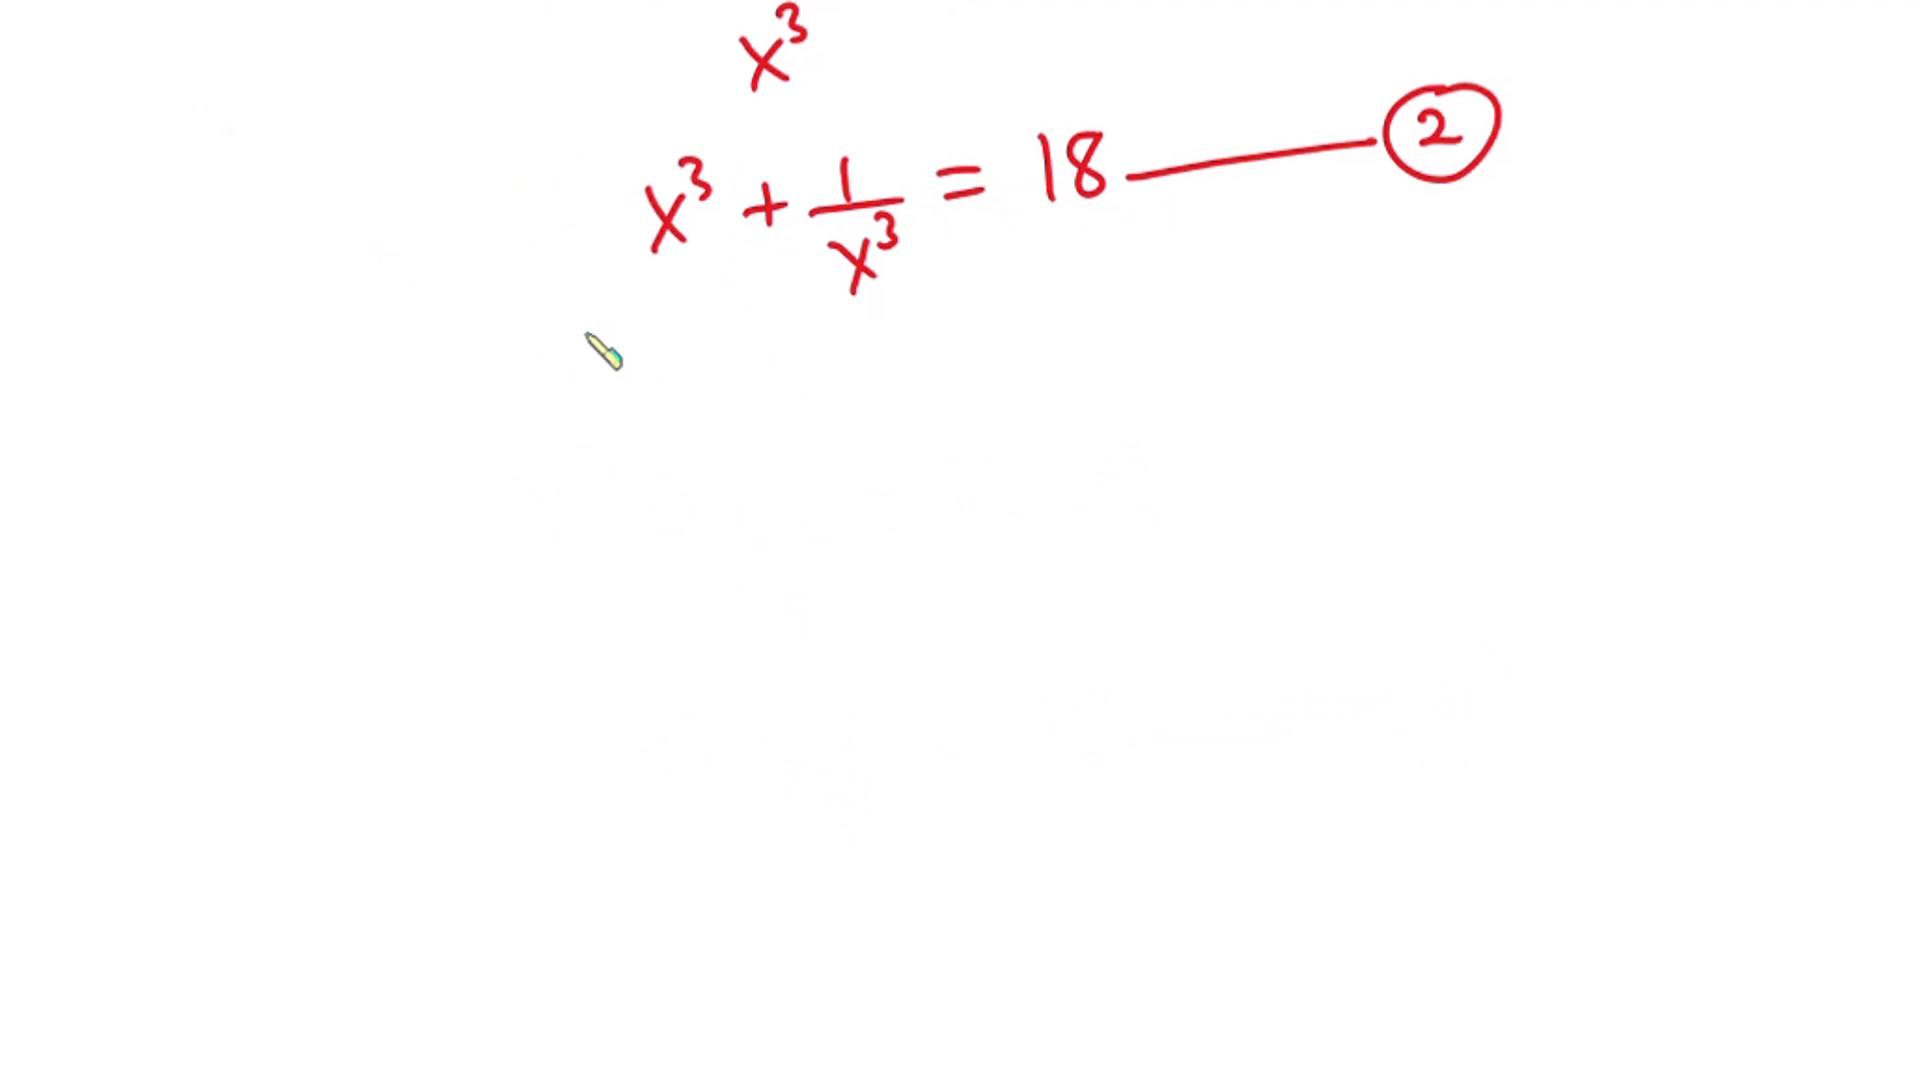 x³
x³ + 1/x³ = 18 —— ②